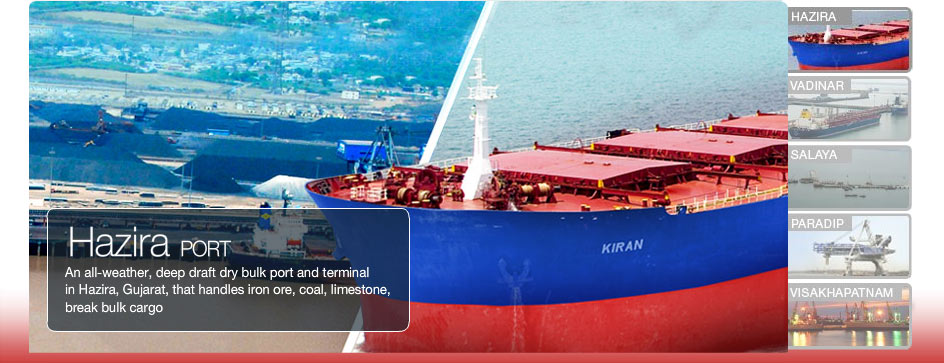 Hazira PORT
An all-weather, deep draft dry bulk port and terminal
in Hazira, Gujarat, that handles iron ore, coal, limestone,
break bulk cargo
KIRAN
HAZIRA
VADINAR
SALAYA
PARADIP
VISAKHAPATNAM